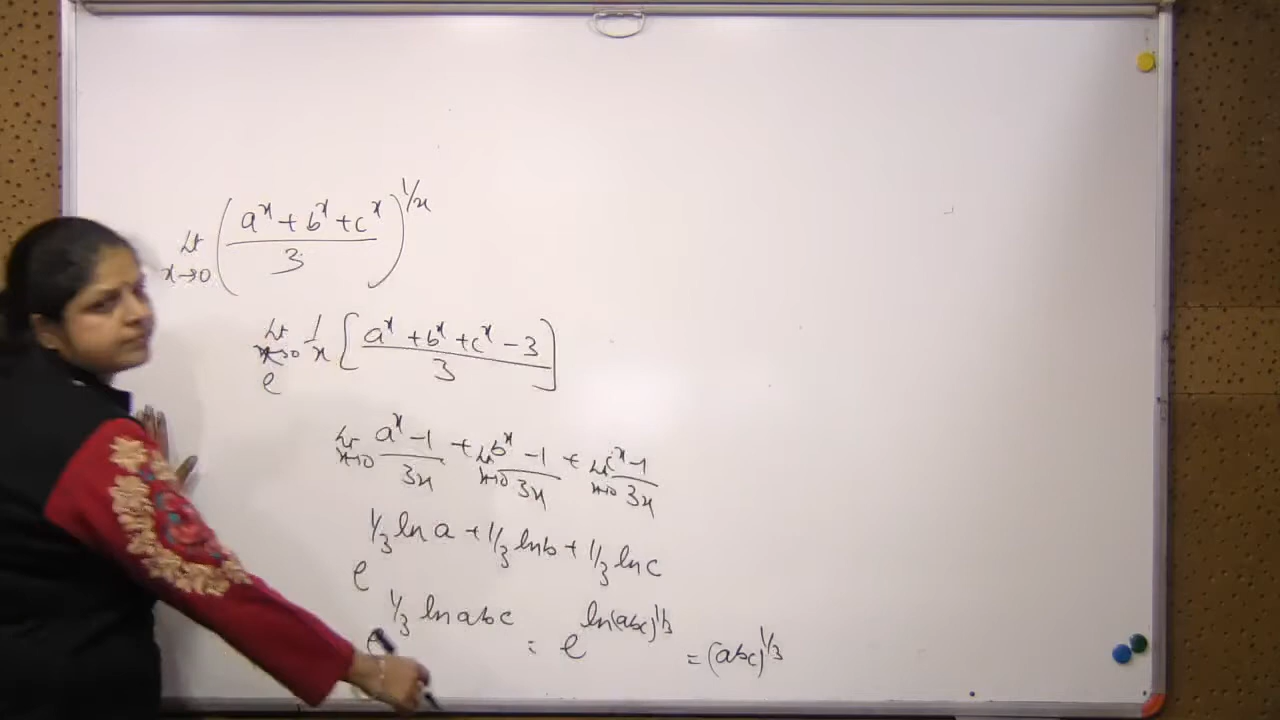 Lt x→0 (a^x + b^x + c^x / 3)^1/x
e^Lt x→0 1/x [a^x + b^x + c^x - 3 / 3]
Lt x→0 a^x - 1 / 3x + Lt x→0 b^x - 1 / 3x + Lt x→0 c^x - 1 / 3x
e^1/3 ln a + 1/3 ln b + 1/3 ln c
e^1/3 ln abc = e^ln(abc)^1/3 = (abc)^1/3